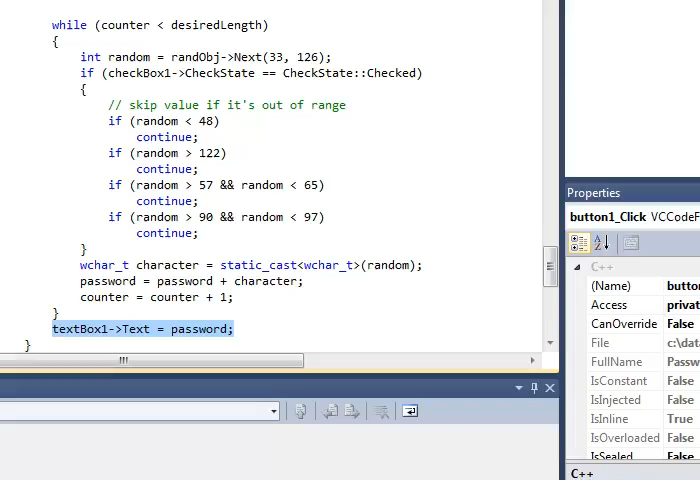 while (counter < desiredLength)
{
int random = randObj->Next(33, 126);
if (checkBox1->CheckState == CheckState::Checked)
{
// skip value if it's out of range
if (random < 48)
continue;
if (random > 122)
continue;
if (random > 57 && random < 65)
continue;
if (random > 90 && random < 97)
continue;
}
wchar_t character = static_cast<wchar_t>(random);
password = password + character;
counter = counter + 1;
}
textBox1->Text = password;
}
Properties
button1_Click VCCodeF
C++
(Name) button
Access privat
CanOverride False
File c:\data
FullName Passw
IsConstant False
IsInjected False
IsInline True
IsOverloaded False
IsSealed False
C++